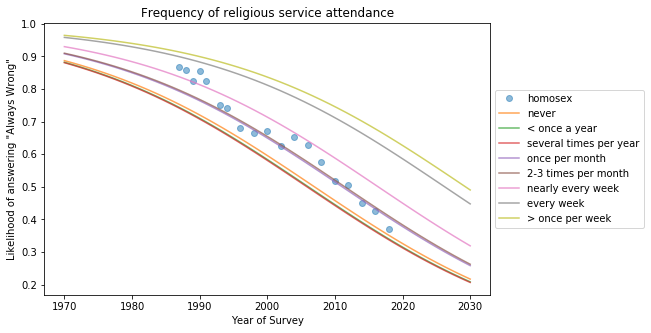 Frequency of religious service attendance
Likelihood of answering "Always Wrong"
1.0
0.9
0.8
0.7
0.6
0.5
0.4
0.3
0.2
1970 1980 1990 2000 2010 2020 2030
Year of Survey
homosex
never
< once a year
several times per year
once per month
2-3 times per month
nearly every week
every week
> once per week